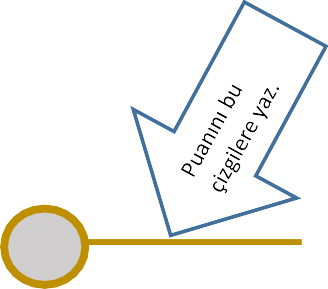 Puanını bu
çizgilere yaz.